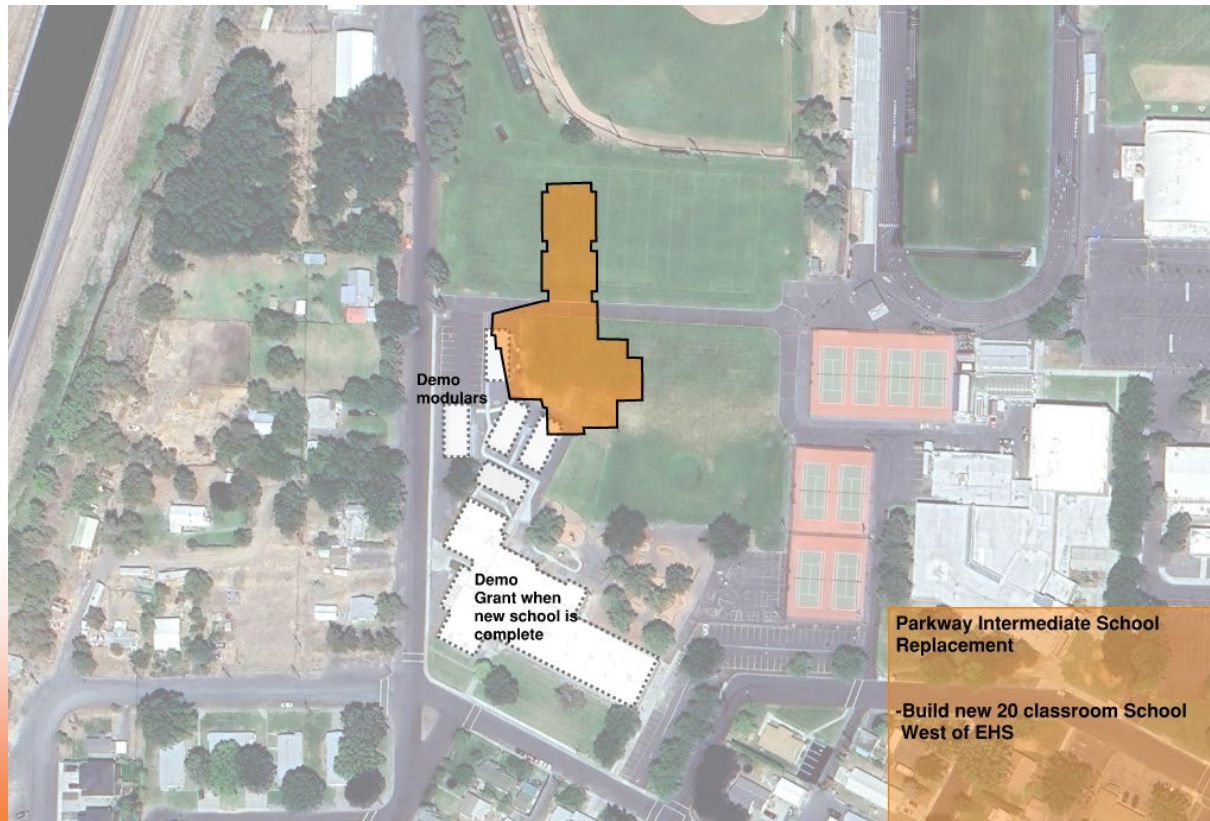 Demo
modulars
Demo
Grant when
new school is
complete
Parkway Intermediate School
Replacement
-Build new 20 classroom School
West of EHS